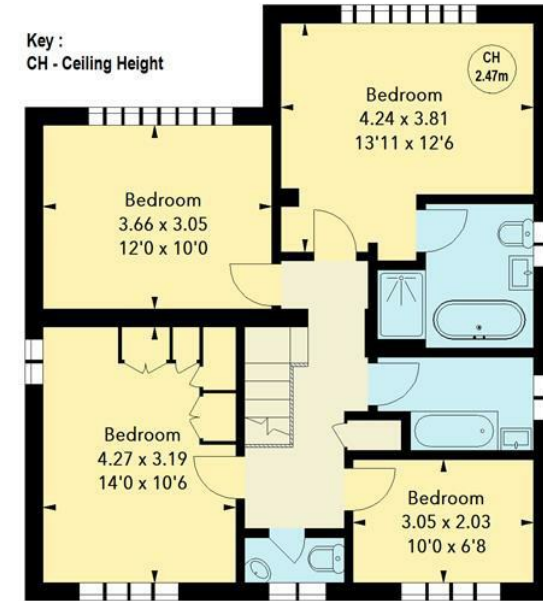 Key :
CH - Ceiling Height
CH
2.47m
Bedroom
4.24 x 3.81
13'11 x 12'6
Bedroom
3.66 x 3.05
12'0 x 10'0
Bedroom
4.27 x 3.19
14'0 x 10'6
Bedroom
3.05 x 2.03
10'0 x 6'8